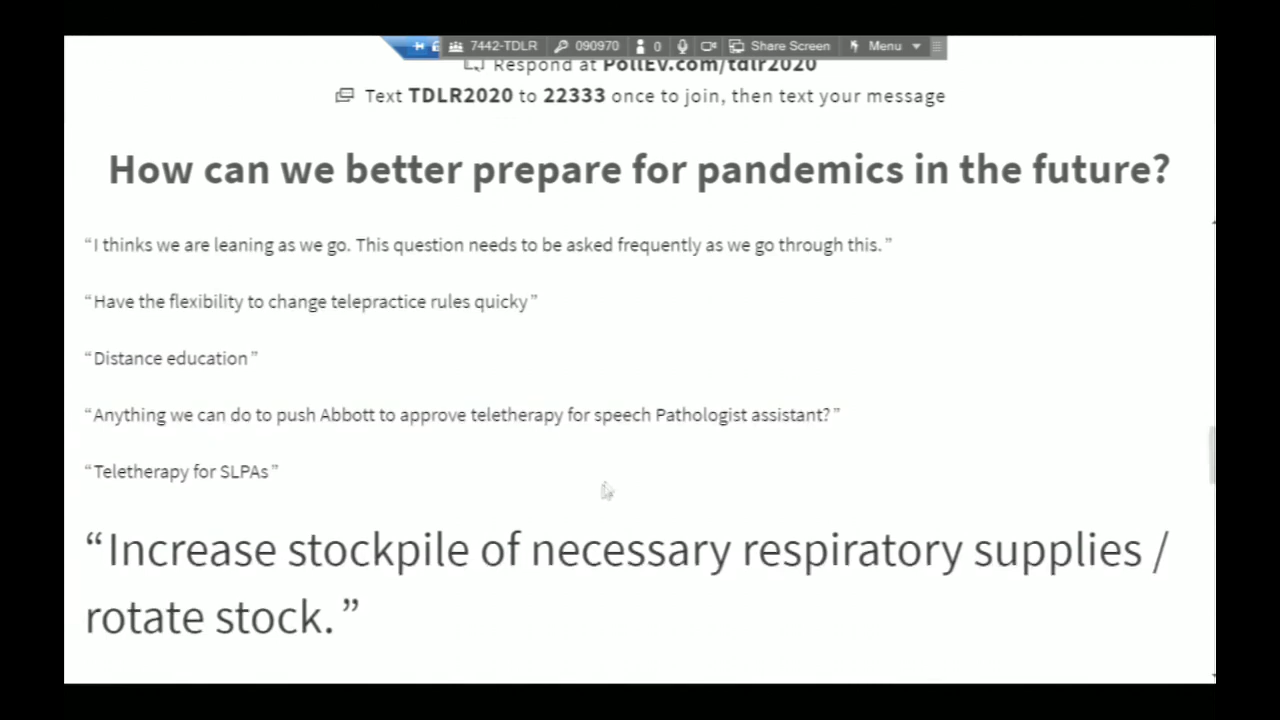 7442-TDLR 090970 0 Share Screen Menu
Respond at PollEv.com/tdlr2020
Text TDLR2020 to 22333 once to join, then text your message
How can we better prepare for pandemics in the future?
“I thinks we are leaning as we go. This question needs to be asked frequently as we go through this.”
“Have the flexibility to change telepractice rules quicky”
“Distance education”
“Anything we can do to push Abbott to approve teletherapy for speech Pathologist assistant?”
“Teletherapy for SLPAs”
“Increase stockpile of necessary respiratory supplies /
rotate stock.”